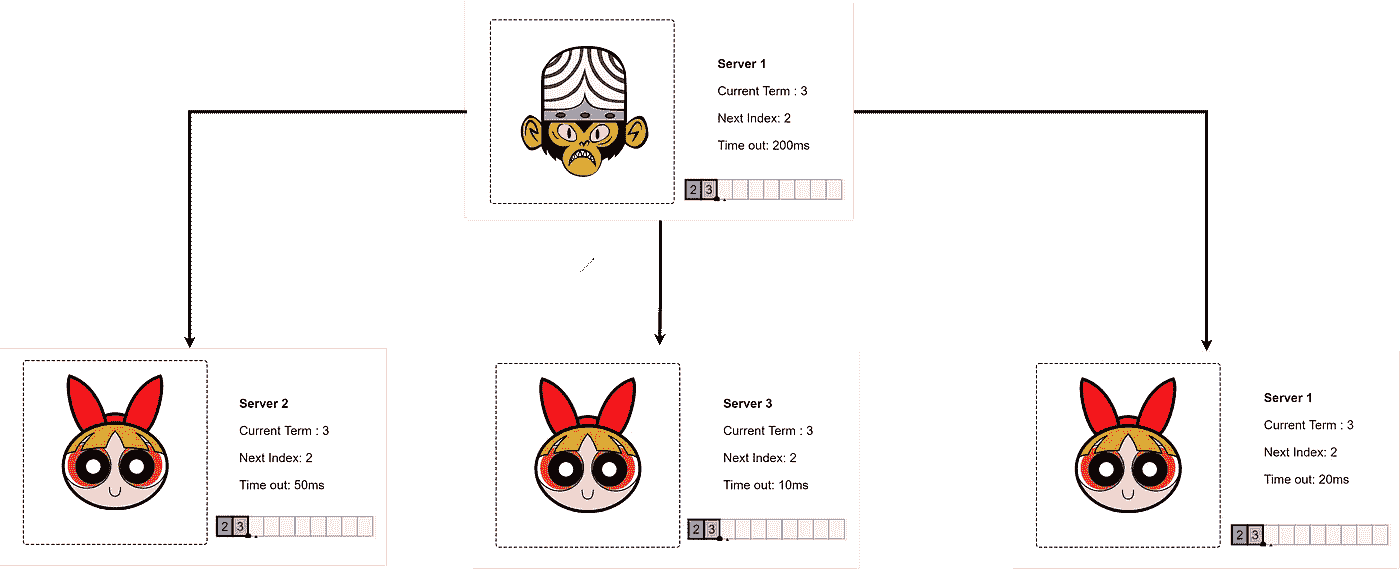 Server 1
Current Term : 3
Next Index: 2
Time out: 200ms
2 3
Server 2
Current Term : 3
Next Index: 2
Time out: 50ms
2 3
Server 3
Current Term : 3
Next Index: 2
Time out: 10ms
2 3
Server 1
Current Term : 3
Next Index: 2
Time out: 20ms
2 3